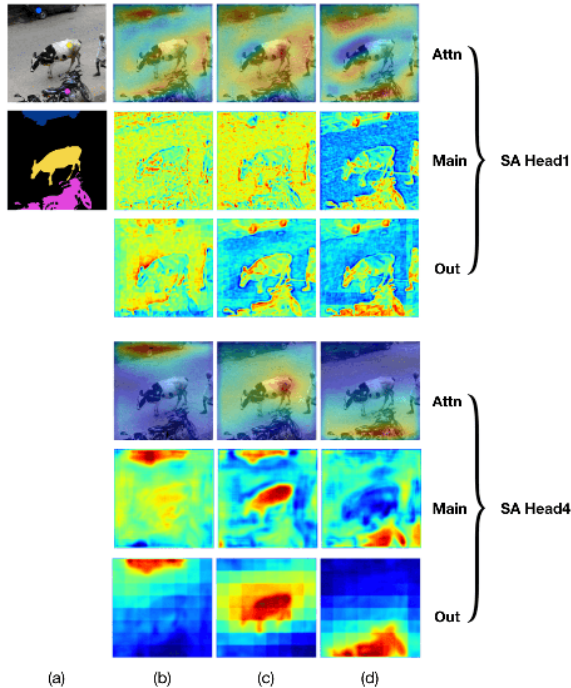 Attn
Main SA Head1
Out
Attn
Main SA Head4
Out
(a) (b) (c) (d)